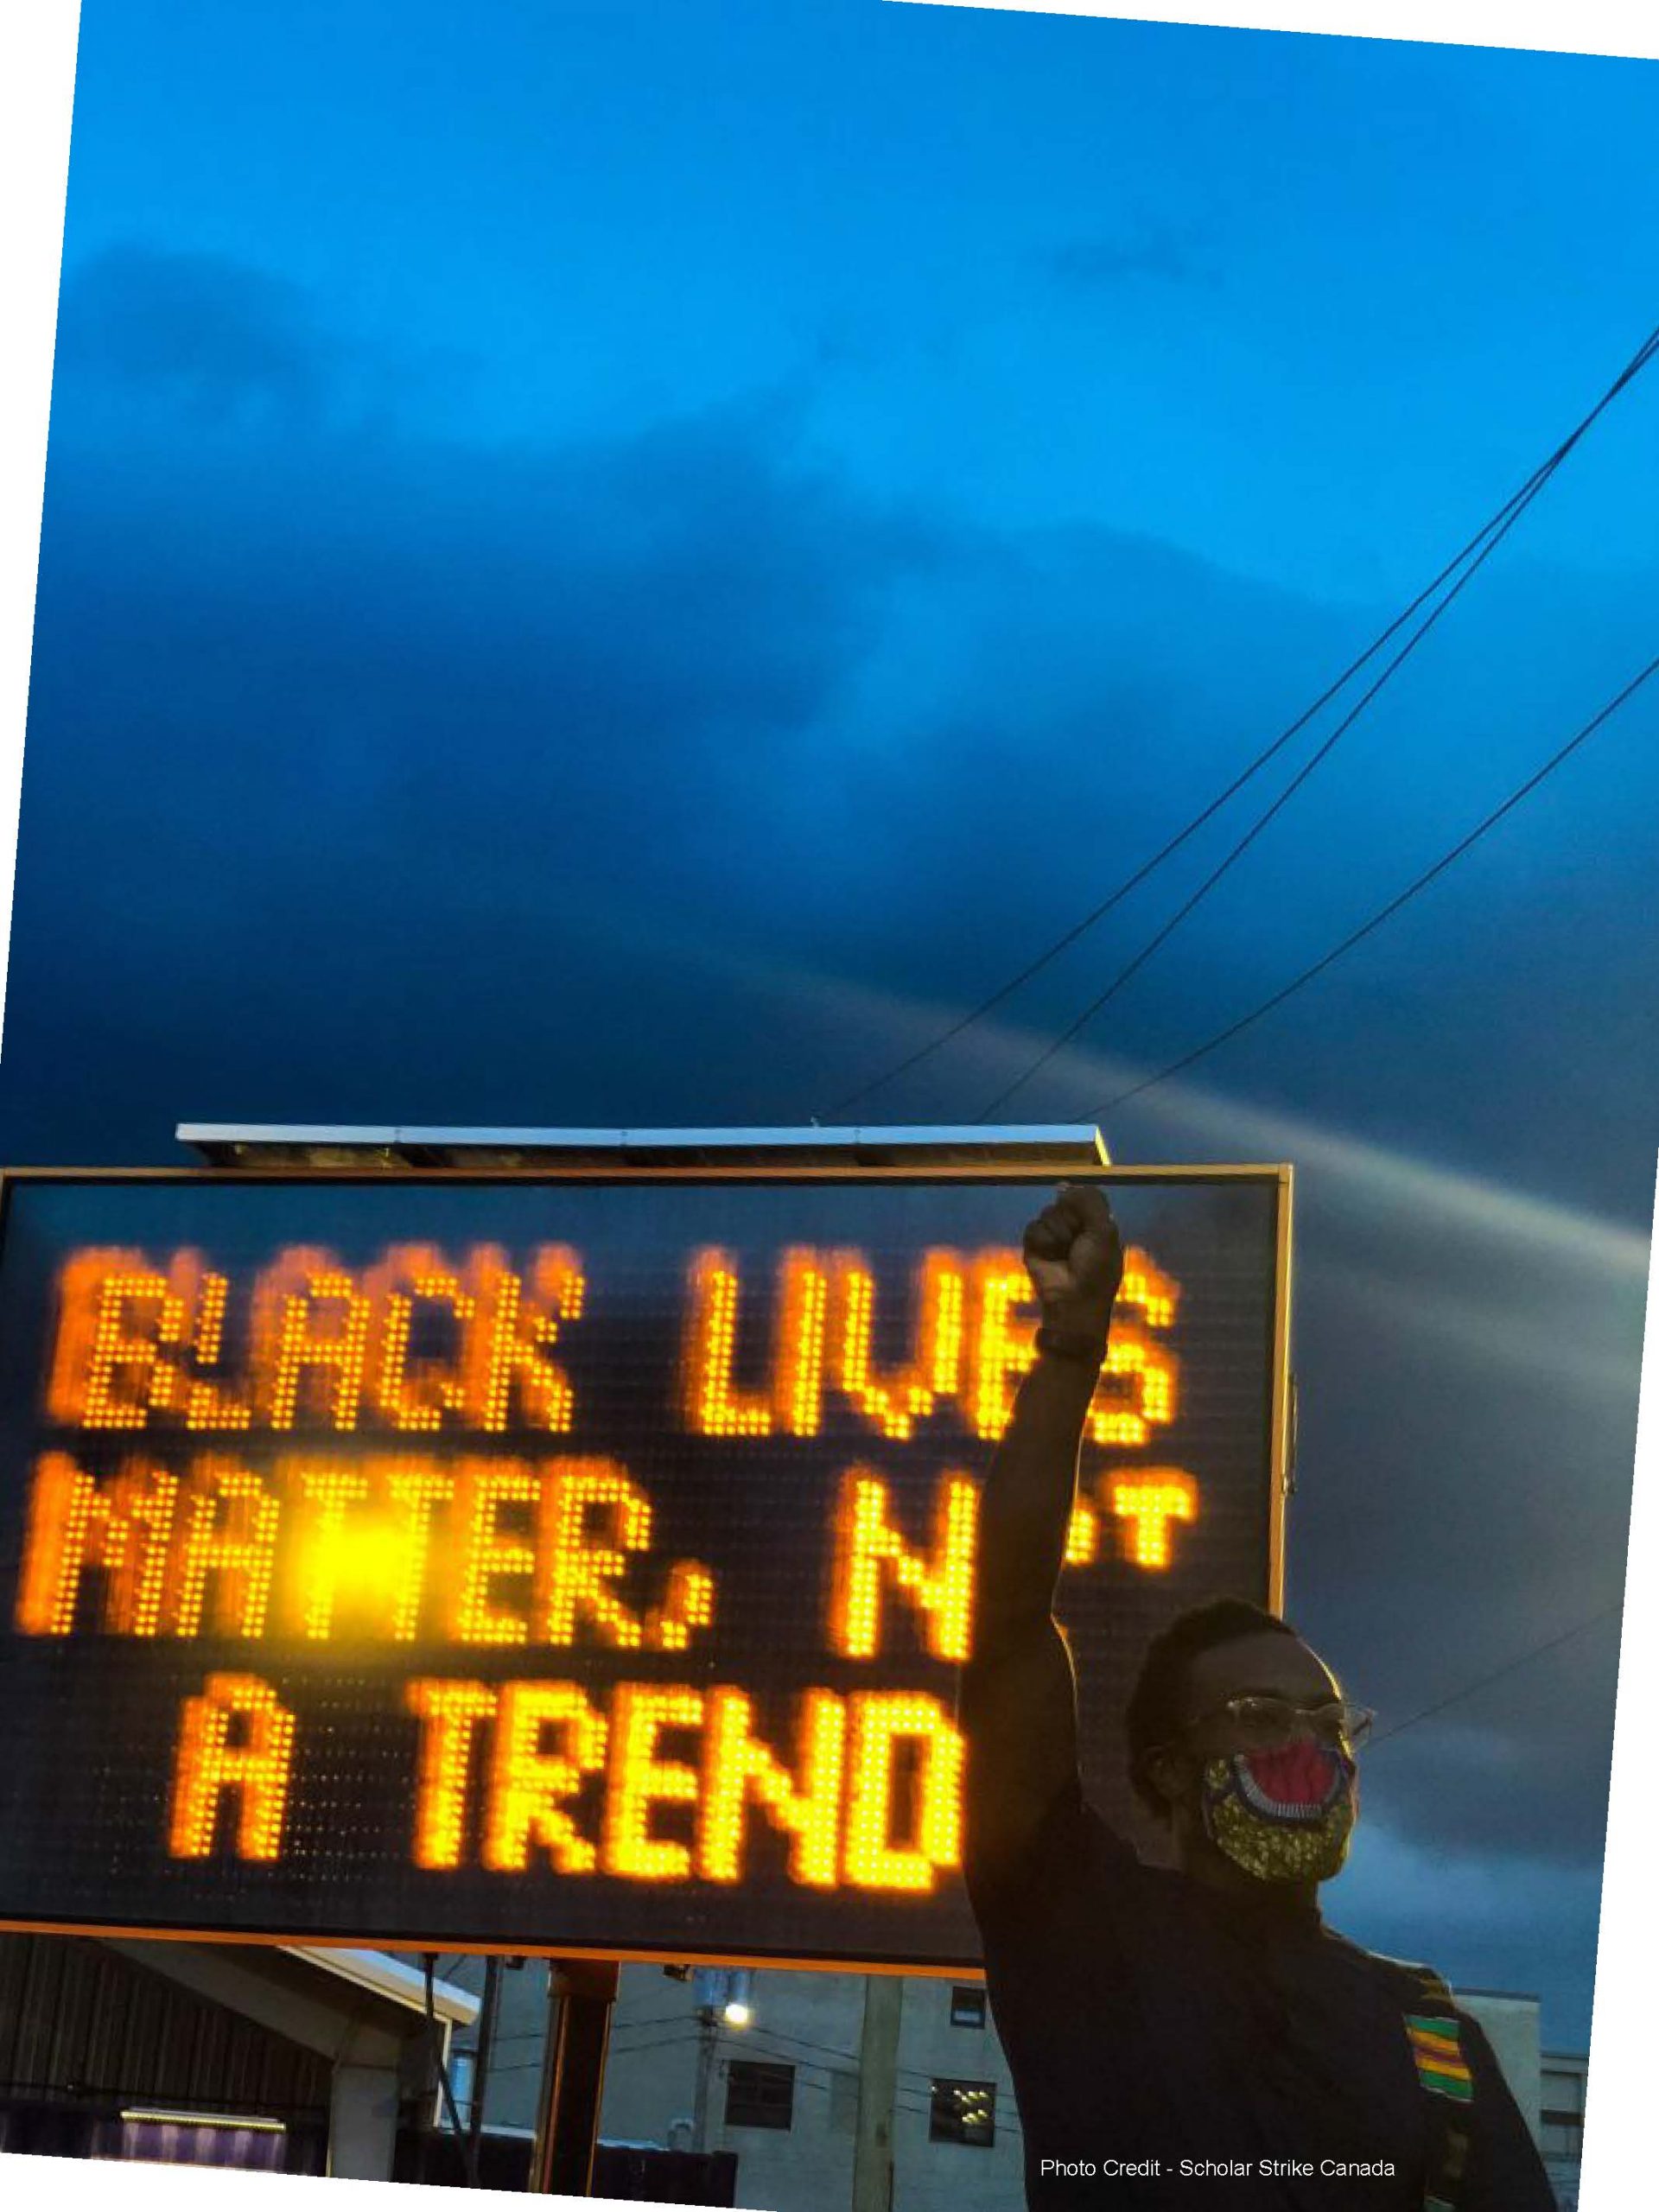 BLACK LIVES
MATTER, NOT
A TREND
Photo Credit - Scholar Strike Canada